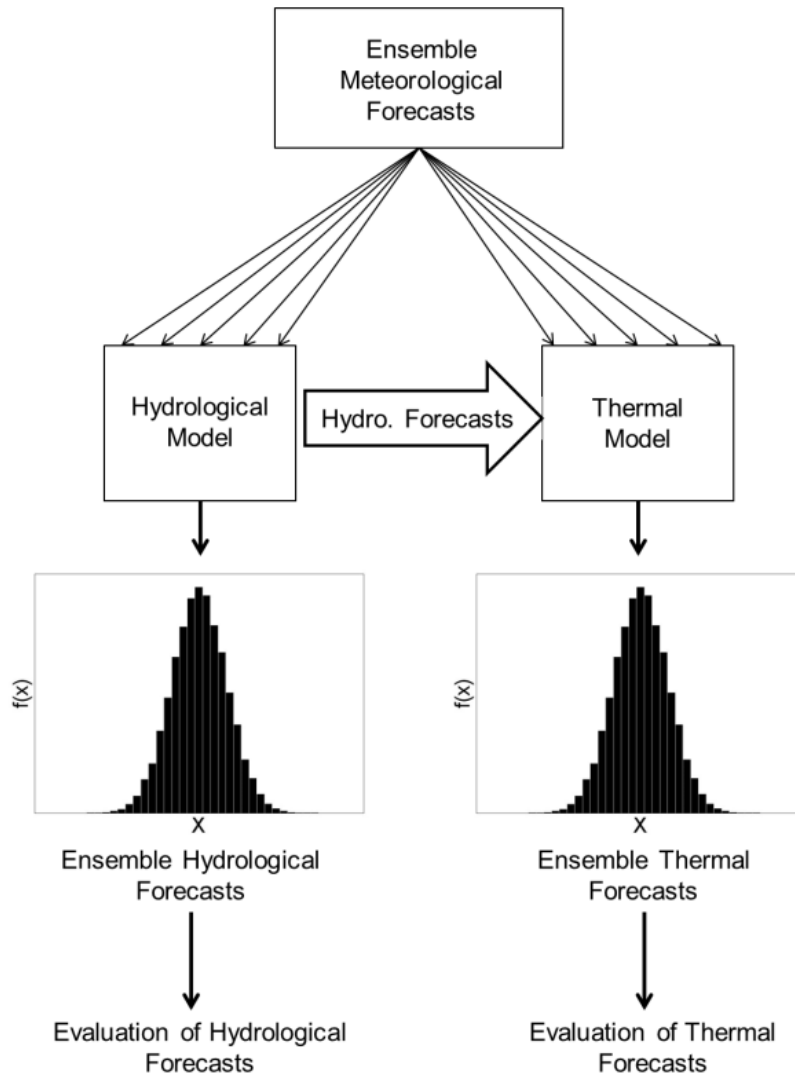 Ensemble
Meteorological
Forecasts
Hydrological
Model
Hydro. Forecasts
Thermal
Model
f(x)
X
f(x)
X
Ensemble Hydrological
Forecasts
Ensemble Thermal
Forecasts
Evaluation of Hydrological
Forecasts
Evaluation of Thermal
Forecasts